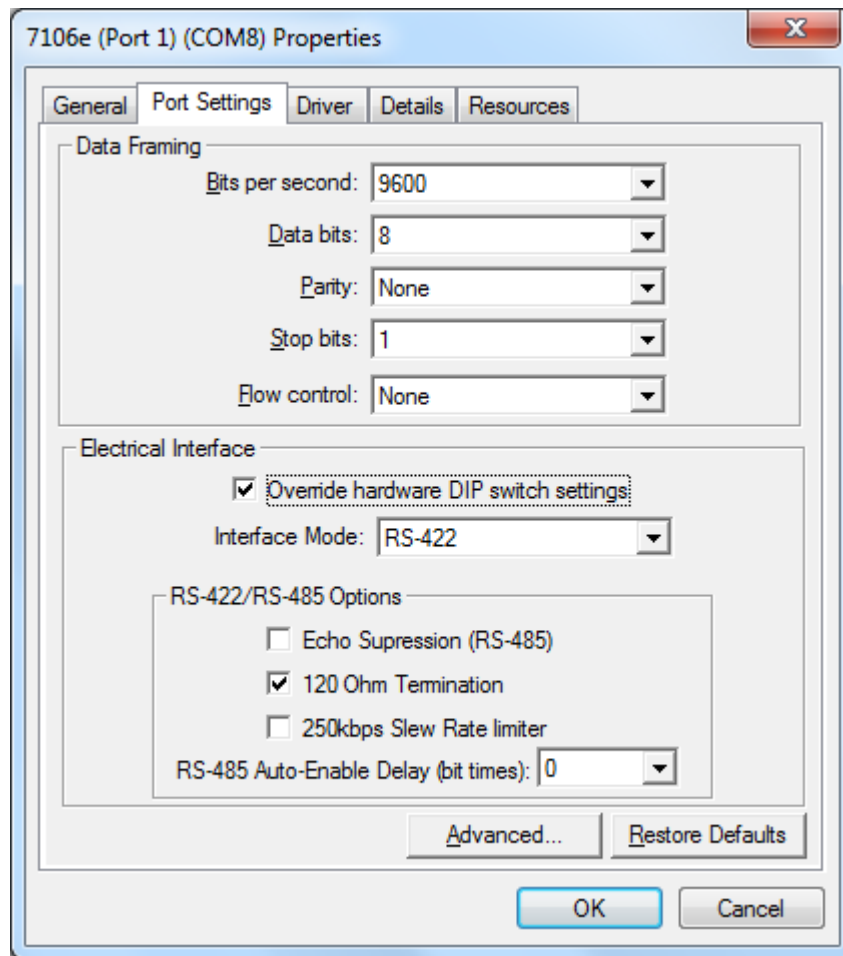 7106e (Port 1) (COM8) Properties
General Port Settings Driver Details Resources
Data Framing
Bits per second: 9600
Data bits: 8
Parity: None
Stop bits: 1
Flow control: None
Electrical Interface
Override hardware DIP switch settings
Interface Mode: RS-422
RS-422/RS-485 Options
Echo Supression (RS-485)
120 Ohm Termination
250kbps Slew Rate limiter
RS-485 Auto-Enable Delay (bit times): 0
Advanced... Restore Defaults
OK Cancel